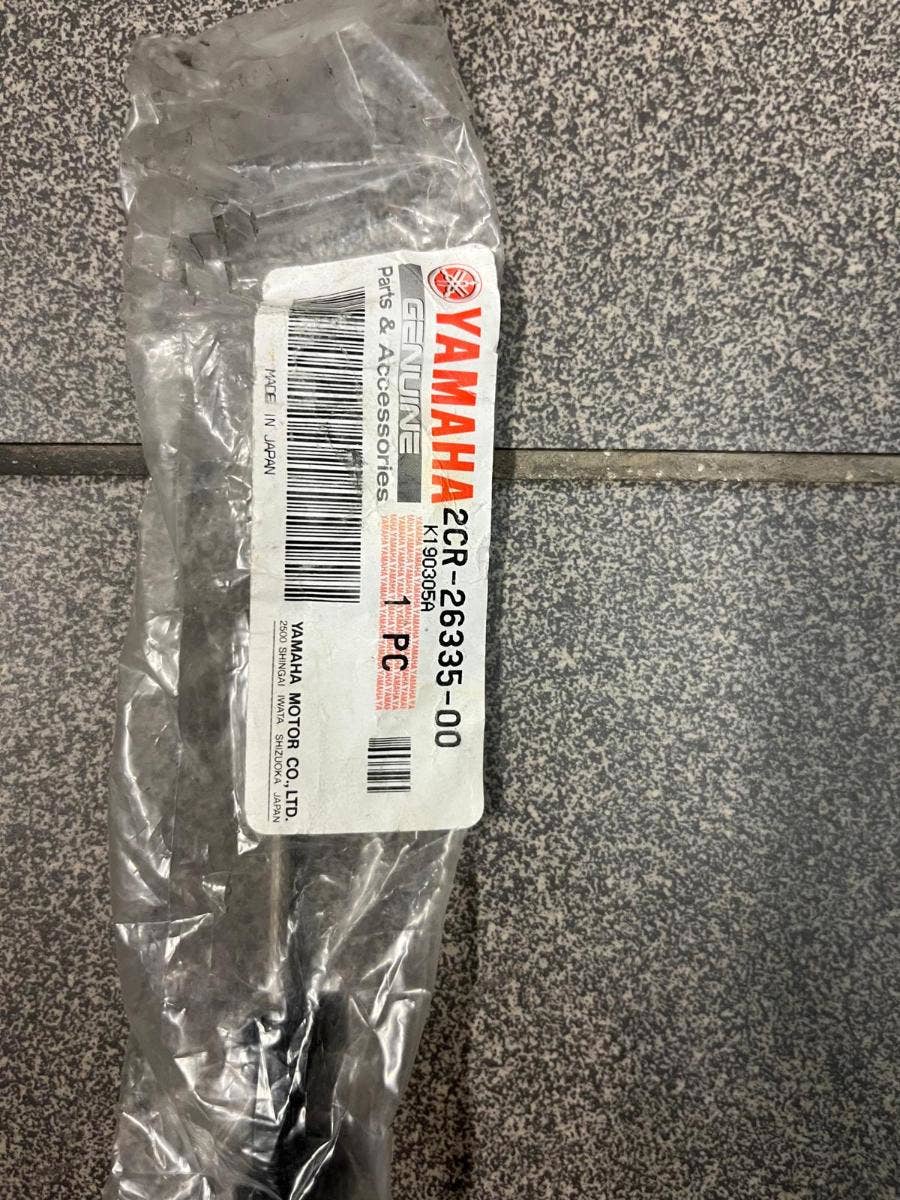 YAMAHA
GENUINE
Parts & Accessories
2CR-26335-00
K190305A
1 PC
MADE IN JAPAN
YAMAHA MOTOR CO., LTD.
2500 SHINGAI IWATA SHIZUOKA JAPAN